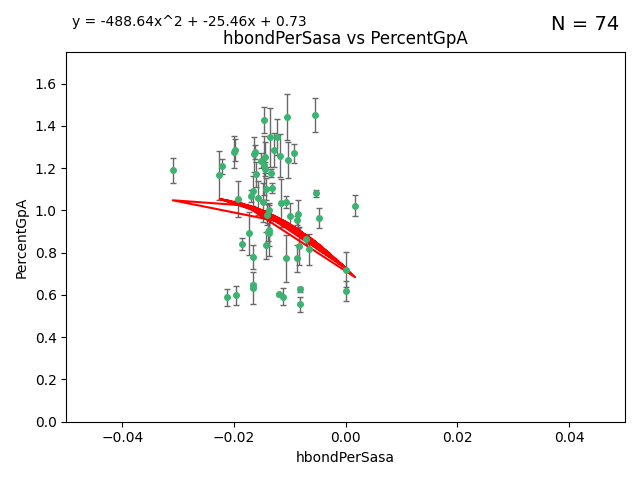 y = -488.64x^2 + -25.46x + 0.73
N = 74
hbondPerSasa vs PercentGpA
PercentGpA
1.6
1.4
1.2
1.0
0.8
0.6
0.4
0.2
0.0
−0.04
−0.02
0.00
0.02
0.04
hbondPerSasa